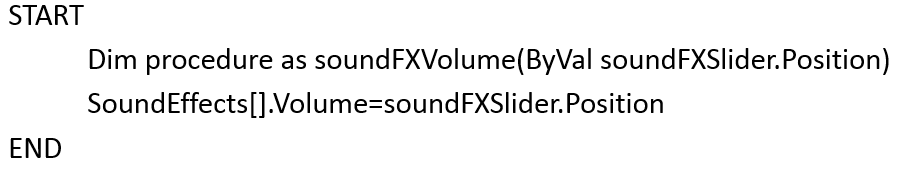 START
Dim procedure as soundFXVolume(ByVal soundFXSlider.Position)
SoundEffects[].Volume=soundFXSlider.Position
END